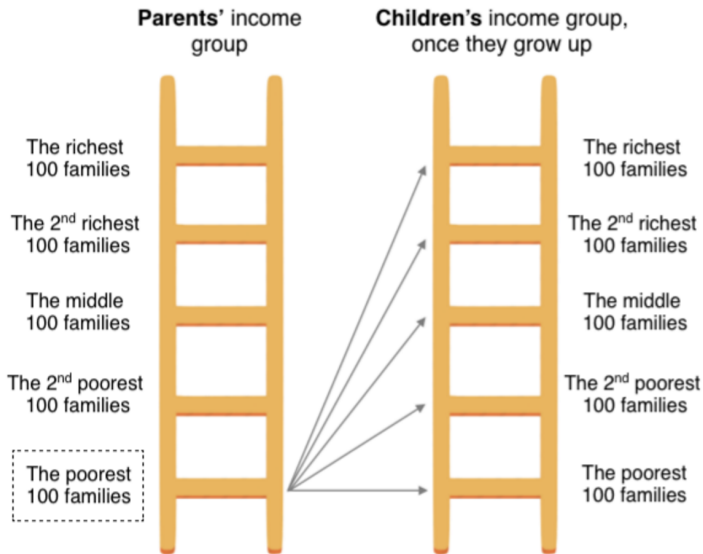 Parents' income
group
Children's income group,
once they grow up
The richest
100 families
The 2nd richest
100 families
The middle
100 families
The 2nd poorest
100 families
The poorest
100 families
The richest
100 families
The 2nd richest
100 families
The middle
100 families
The 2nd poorest
100 families
The poorest
100 families